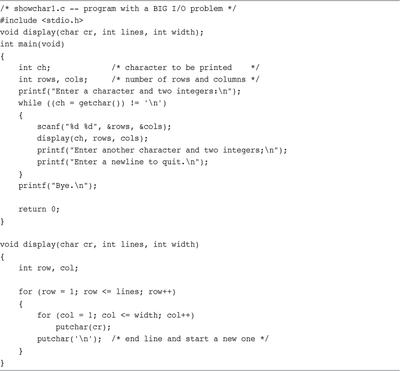 /* showchar1.c -- program with a BIG I/O problem */
#include <stdio.h>
void display(char cr, int lines, int width);
int main(void)
{
    int ch;             /* character to be printed    */
    int rows, cols;     /* number of rows and columns */
    printf("Enter a character and two integers:\n");
    while ((ch = getchar()) != '\n')
    {
        scanf("%d %d", &rows, &cols);
        display(ch, rows, cols);
        printf("Enter another character and two integers;\n");
        printf("Enter a newline to quit.\n");
    }
    printf("Bye.\n");

    return 0;
}

void display(char cr, int lines, int width)
{
    int row, col;

    for (row = 1; row <= lines; row++)
    {
        for (col = 1; col <= width; col++)
            putchar(cr);
        putchar('\n');  /* end line and start a new one */
    }
}